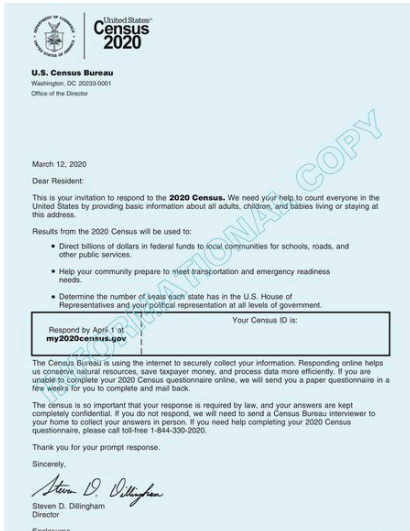 DEPARTMENT OF COMMERCE
UNITED STATES OF AMERICA
United States®
Census
2020
U.S. Census Bureau
Washington, DC 20233-0001
Office of the Director
March 12, 2020
Dear Resident:
This is your invitation to respond to the 2020 Census. We need your help to count everyone in the
United States by providing basic information about all adults, children, and babies living or staying at
this address.
Results from the 2020 Census will be used to:
• Direct billions of dollars in federal funds to local communities for schools, roads, and
other public services.
• Help your community prepare to meet transportation and emergency readiness
needs.
• Determine the number of seats each state has in the U.S. House of
Representatives and your political representation at all levels of government.
Your Census ID is:
Respond by April 1 at
my2020census.gov
The Census Bureau is using the internet to securely collect your information. Responding online helps
us conserve natural resources, save taxpayer money, and process data more efficiently. If you are
unable to complete your 2020 Census questionnaire online, we will send you a paper questionnaire in a
few weeks for you to complete and mail back.
The census is so important that your response is required by law, and your answers are kept
completely confidential. If you do not respond, we will need to send a Census Bureau interviewer to
your home to collect your answers in person. If you need help completing your 2020 Census
questionnaire, please call toll-free 1-844-330-2020.
Thank you for your prompt response.
Sincerely,
Steven D. Dillingham
Steven D. Dillingham
Director
Enclosures
INFORMATIONAL COPY